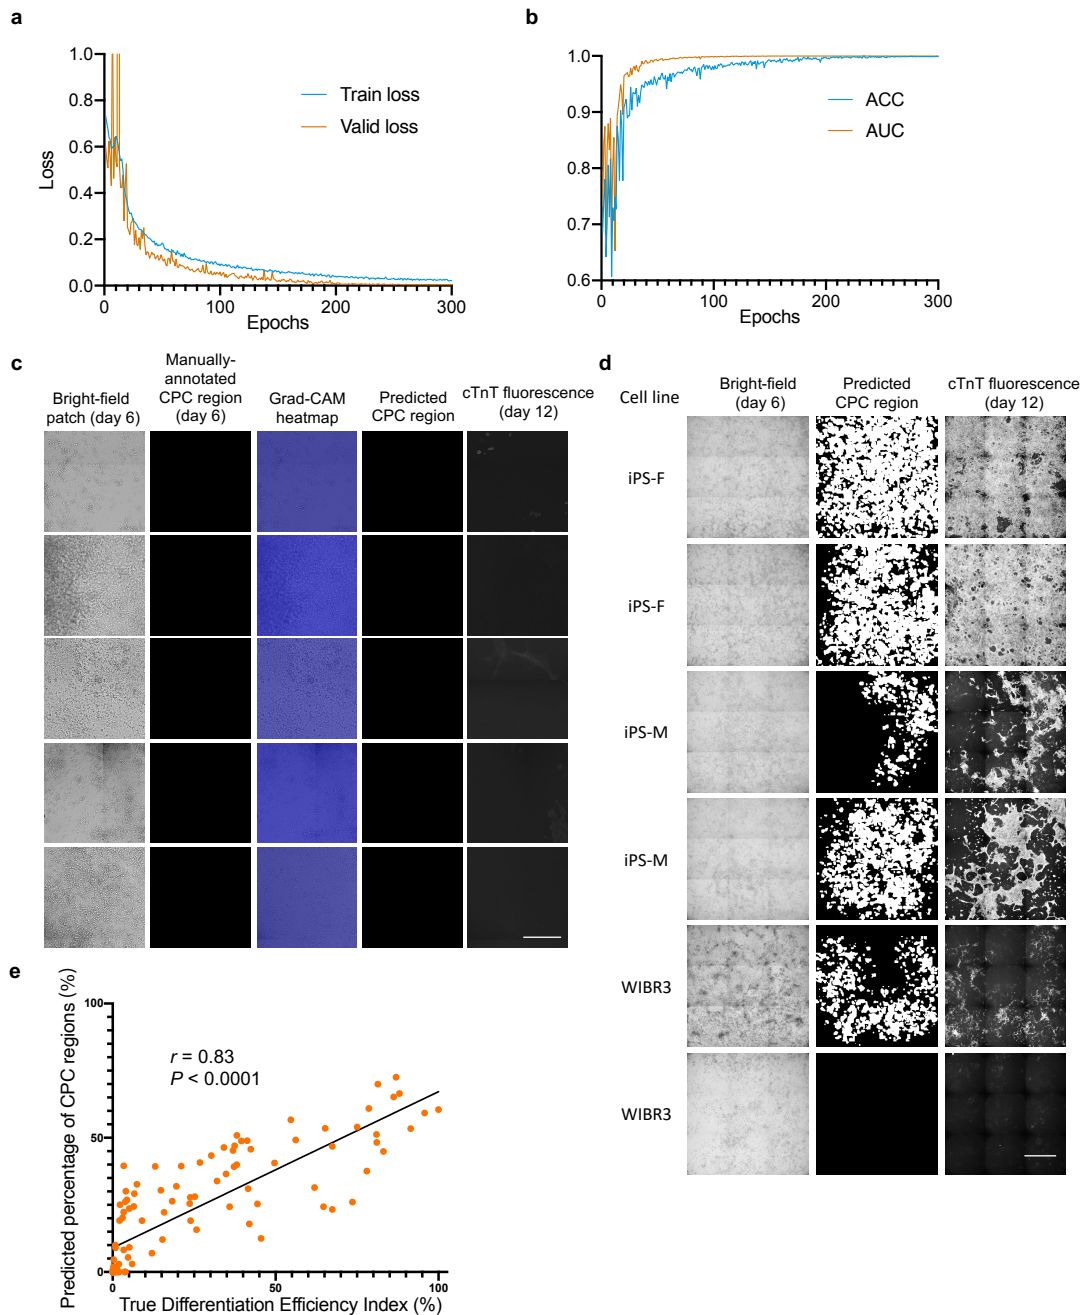 a
1.0
0.8
0.6
0.4
0.2
0.0
Loss
Train loss
Valid loss
0
100
200
300
Epochs
b
1.0
0.9
0.8
0.7
0.6
ACC
AUC
0
100
200
300
Epochs
c
Bright-field
patch (day 6)
Manually-
annotated
CPC region
(day 6)
Grad-CAM
heatmap
Predicted
CPC region
cTnT fluorescence
(day 12)
d
Cell line
Bright-field
(day 6)
Predicted
CPC region
cTnT fluorescence
(day 12)
iPS-F
iPS-F
iPS-M
iPS-M
WIBR3
WIBR3
e
Predicted percentage of CPC regions (%)
100
50
0
r = 0.83
P < 0.0001
0
50
100
True Differentiation Efficiency Index (%)